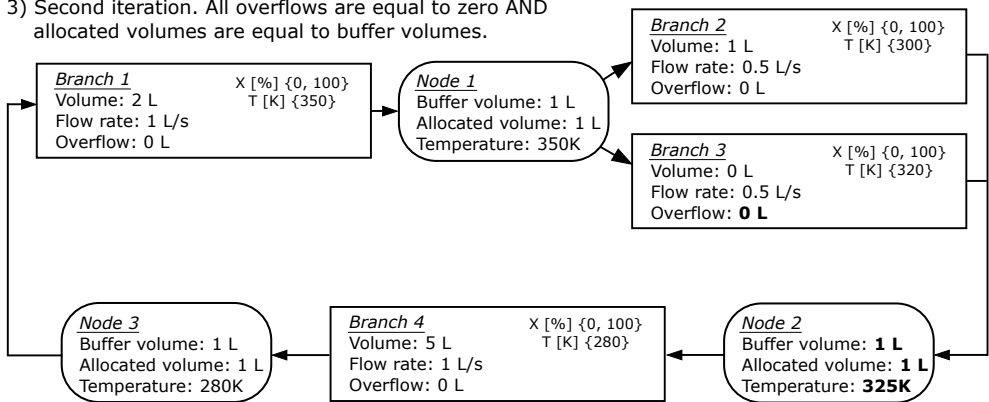 3) Second iteration. All overflows are equal to zero AND
allocated volumes are equal to buffer volumes.
Branch 1
X [%] {0, 100}
T [K] {350}
Volume: 2 L
Flow rate: 1 L/s
Overflow: 0 L
Node 1
Buffer volume: 1 L
Allocated volume: 1 L
Temperature: 350K
Branch 2
X [%] {0, 100}
T [K] {300}
Volume: 1 L
Flow rate: 0.5 L/s
Overflow: 0 L
Branch 3
X [%] {0, 100}
T [K] {320}
Volume: 0 L
Flow rate: 0.5 L/s
Overflow: 0 L
Node 3
Buffer volume: 1 L
Allocated volume: 1 L
Temperature: 280K
Branch 4
X [%] {0, 100}
T [K] {280}
Volume: 5 L
Flow rate: 1 L/s
Overflow: 0 L
Node 2
Buffer volume: 1 L
Allocated volume: 1 L
Temperature: 325K